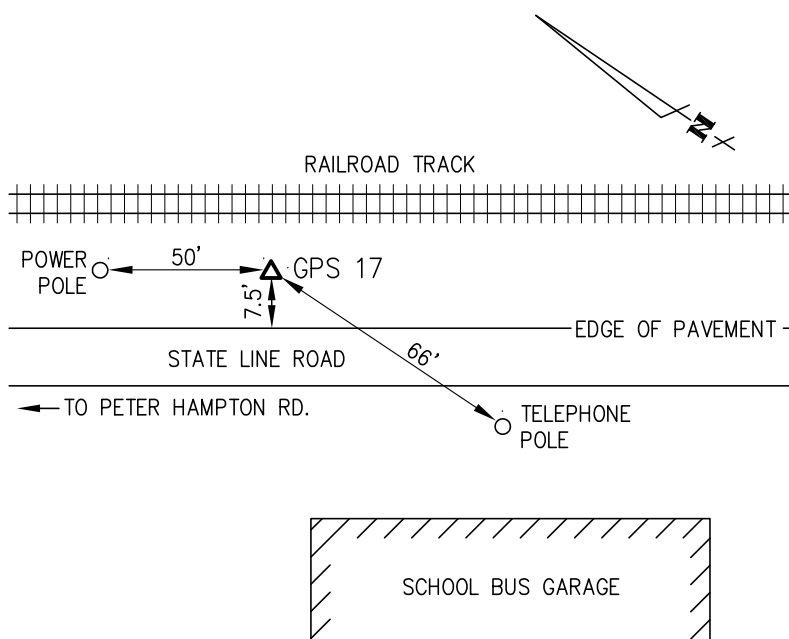 N
RAILROAD TRACK
POWER
POLE
50'
GPS 17
7.5'
EDGE OF PAVEMENT
STATE LINE ROAD
66'
TO PETER HAMPTON RD.
TELEPHONE
POLE
SCHOOL BUS GARAGE